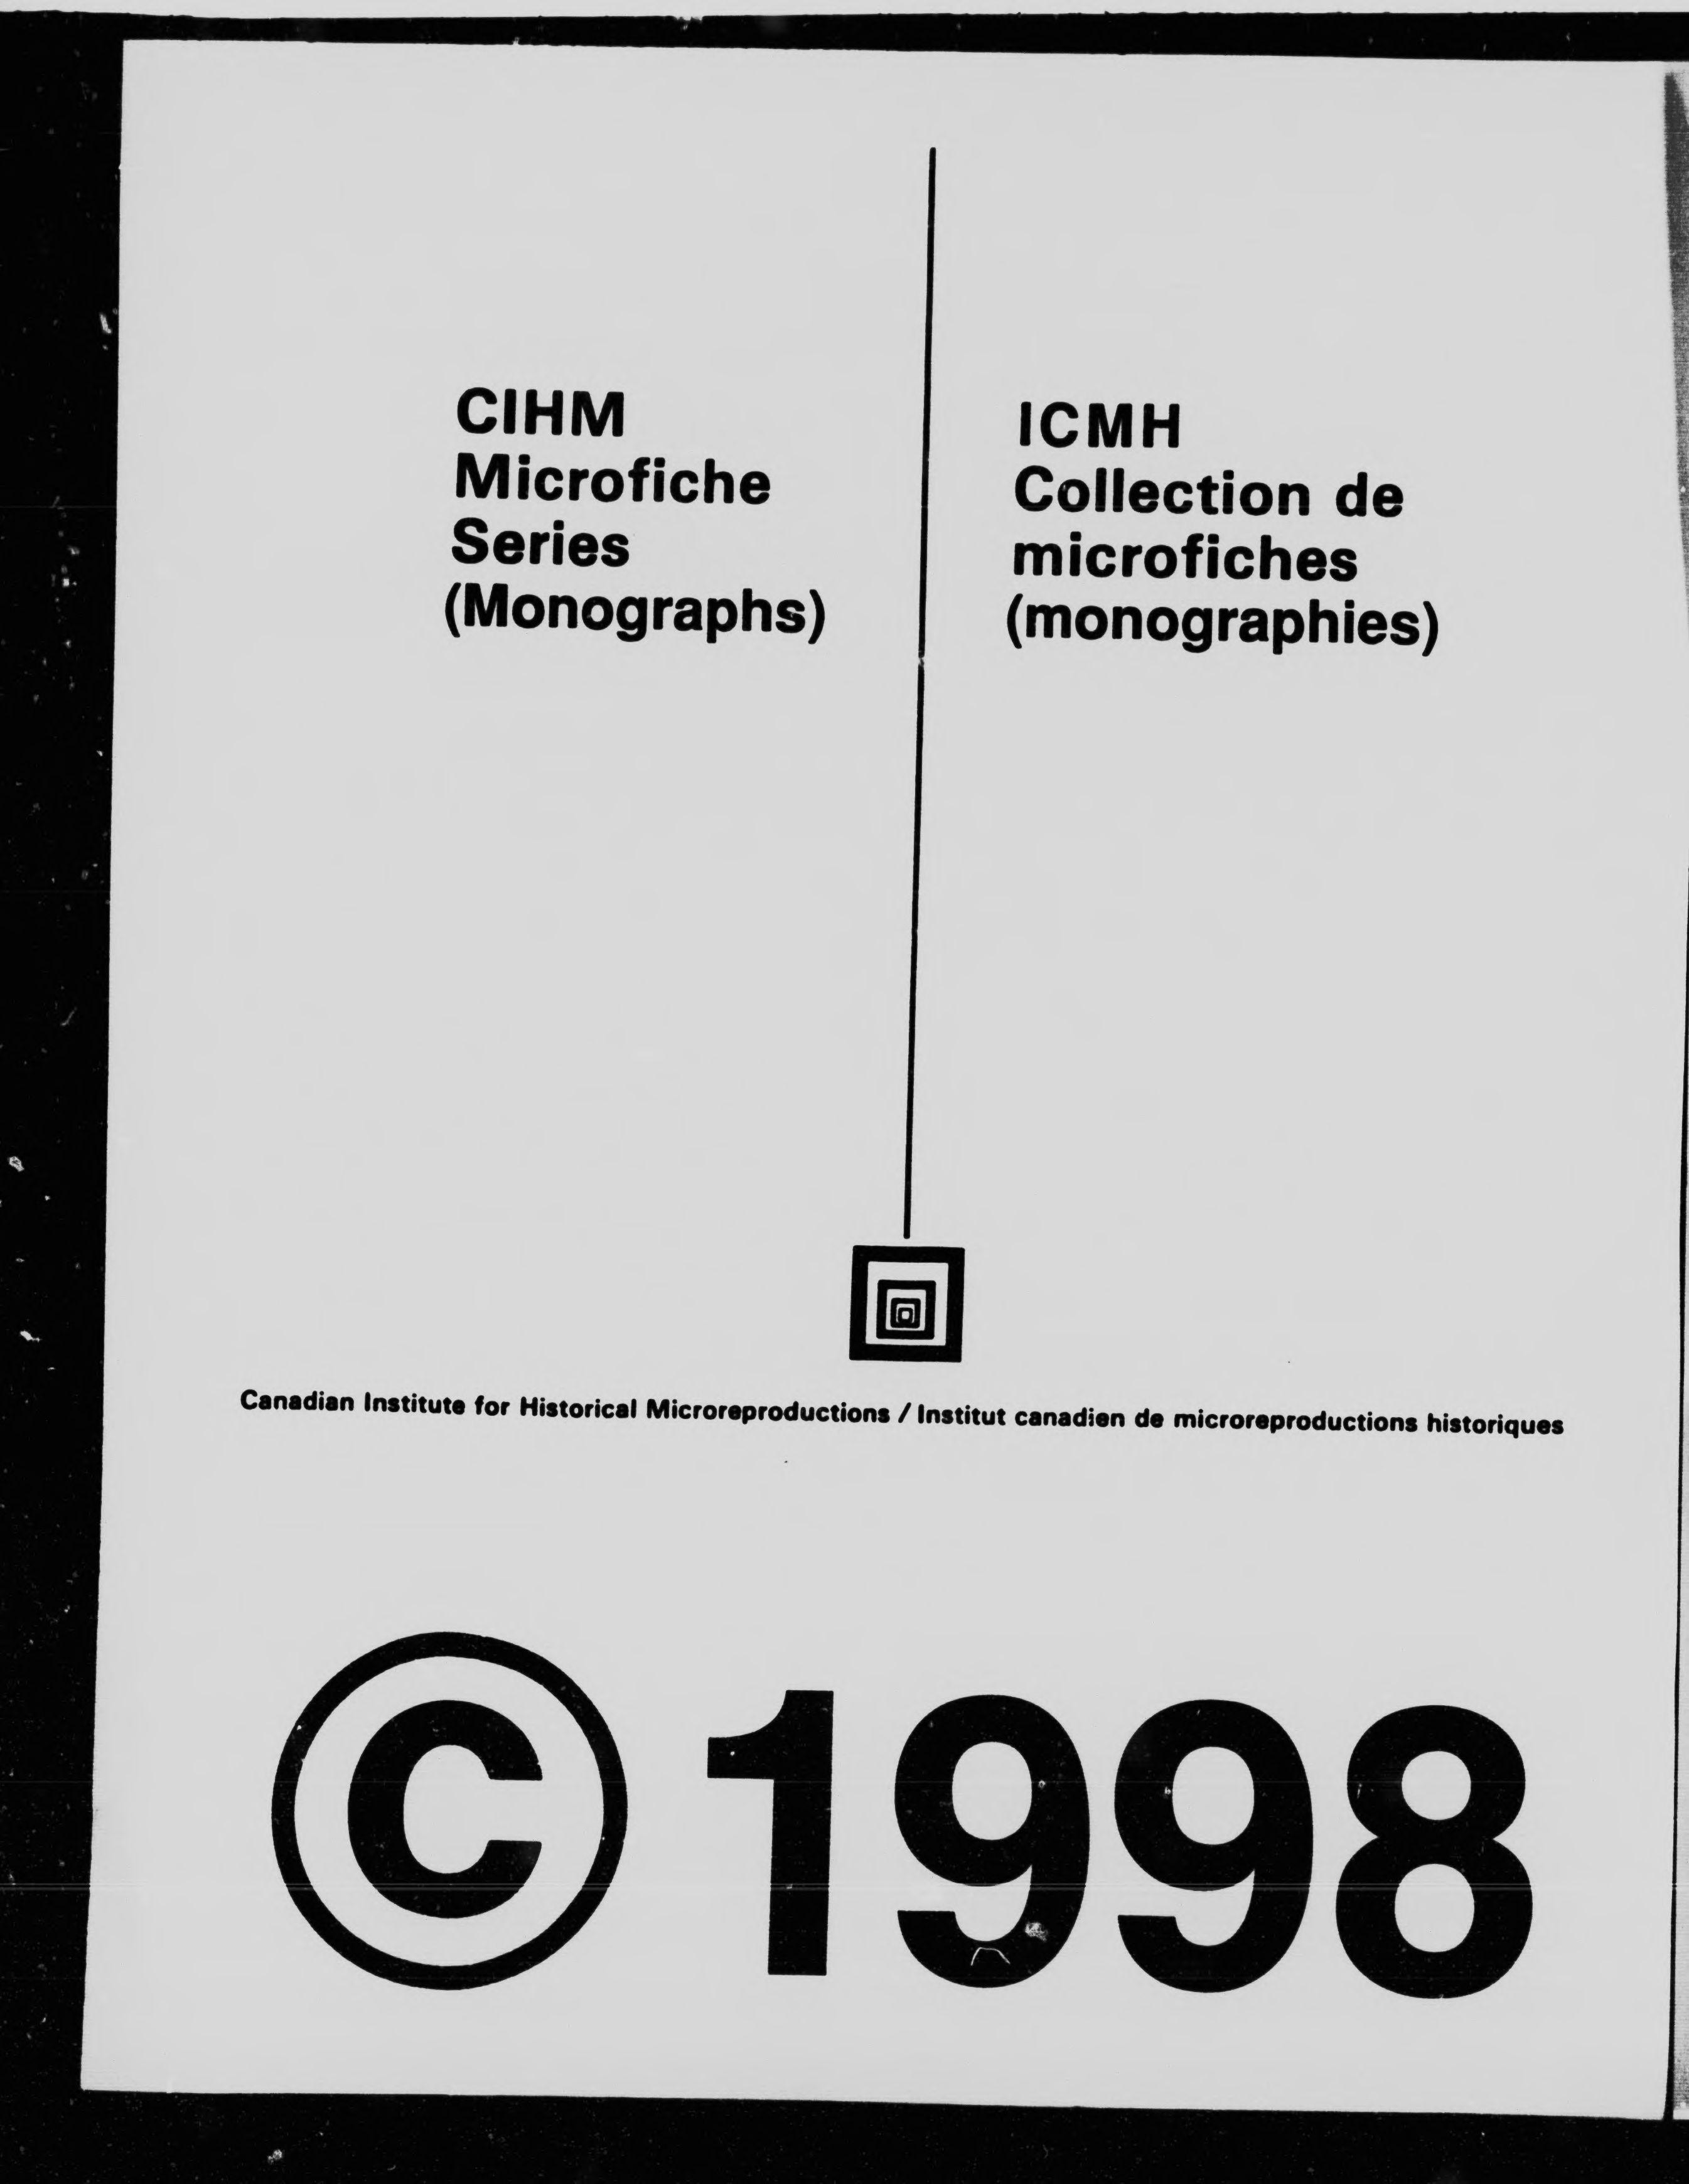 CIHM
Microfiche
Series
(Monographs)
ICMH
Collection de
microfiches
(monographies)
Canadian Institute for Historical Microreproductions / Institut canadien de microreproductions historiques
© 1998